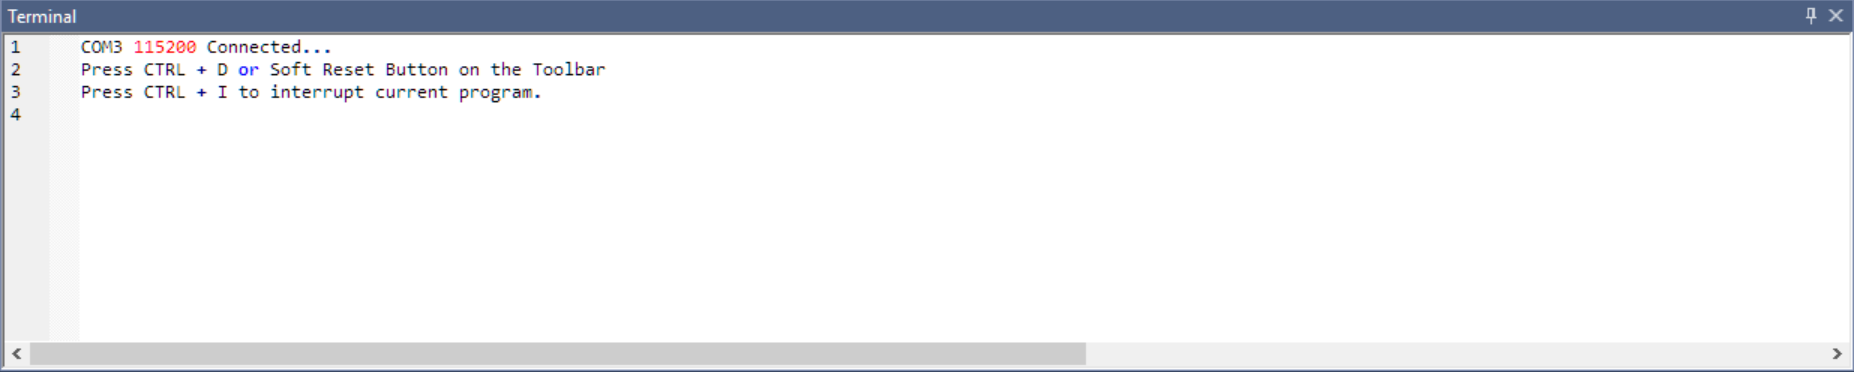 Terminal
1 COM3 115200 Connected...
2 Press CTRL + D or Soft Reset Button on the Toolbar
3 Press CTRL + I to interrupt current program.
4